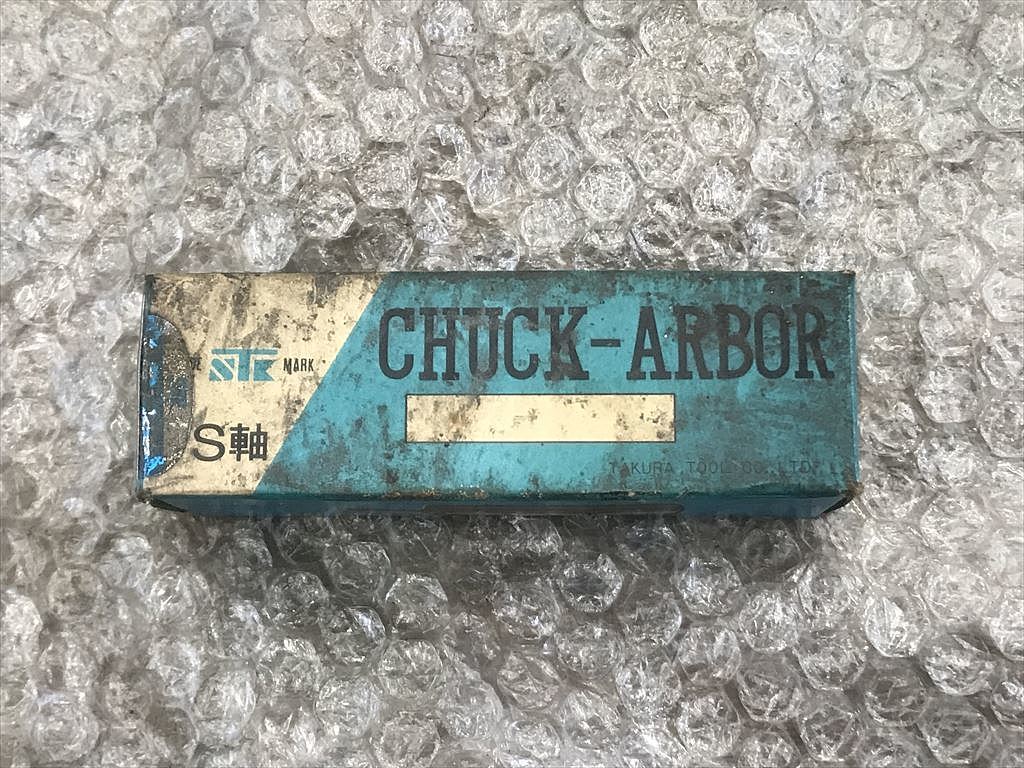 CHUCK-ARBOR
STK MARK
S軸
TAKURA TOOL CO.,LTD.